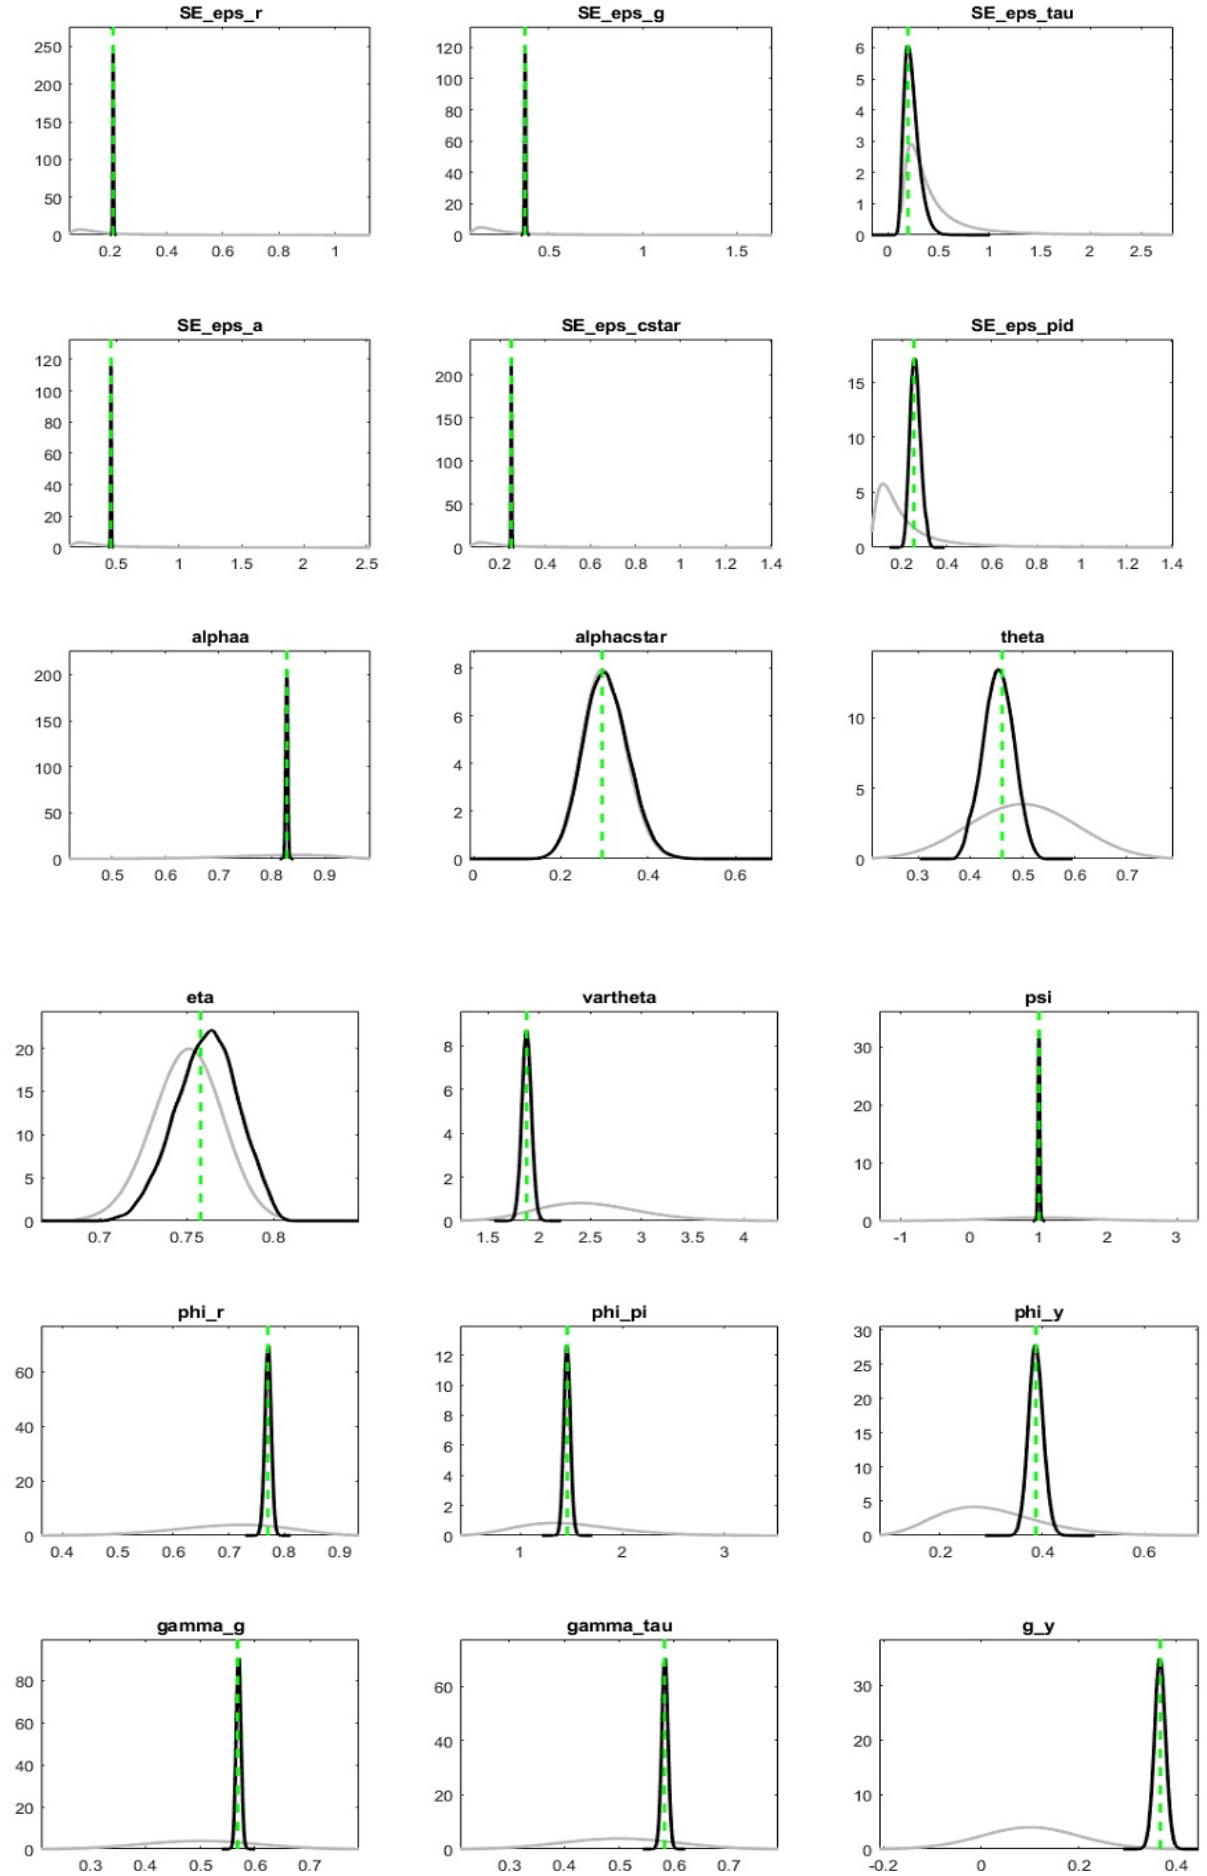 SE_eps_r SE_eps_g SE_eps_tau
250 120 6
200 100 5
150 80 4
100 60 3
50 40 2
0 20 1
0 0
0.2 0.4 0.6 0.8 1 0.5 1 1.5 0 0.5 1 1.5 2 2.5
SE_eps_a SE_eps_cstar SE_eps_pid
120 200 15
100 150 10
80 100 5
60 50 0
40 0
20
0
0.5 1 1.5 2 2.5 0.2 0.4 0.6 0.8 1 1.2 1.4 0.2 0.4 0.6 0.8 1 1.2 1.4
alphaa alphacstar theta
200 8 10
150 6 5
100 4 0
50 2
0 0
0.5 0.6 0.7 0.8 0.9 0 0.2 0.4 0.6 0.3 0.4 0.5 0.6 0.7
eta vartheta psi
20 8 30
15 6 20
10 4 10
5 2 0
0 0
0.7 0.75 0.8 1.5 2 2.5 3 3.5 4 -1 0 1 2 3
phi_r phi_pi phi_y
60 12 30
40 10 25
20 8 20
0 6 15
4 10
2 5
0 0
0.4 0.5 0.6 0.7 0.8 0.9 1 2 3 0.2 0.4 0.6
gamma_g gamma_tau g_y
80 60 30
60 40 20
40 20 10
20 0 0
0
0.3 0.4 0.5 0.6 0.7 0.3 0.4 0.5 0.6 0.7 -0.2 0 0.2 0.4